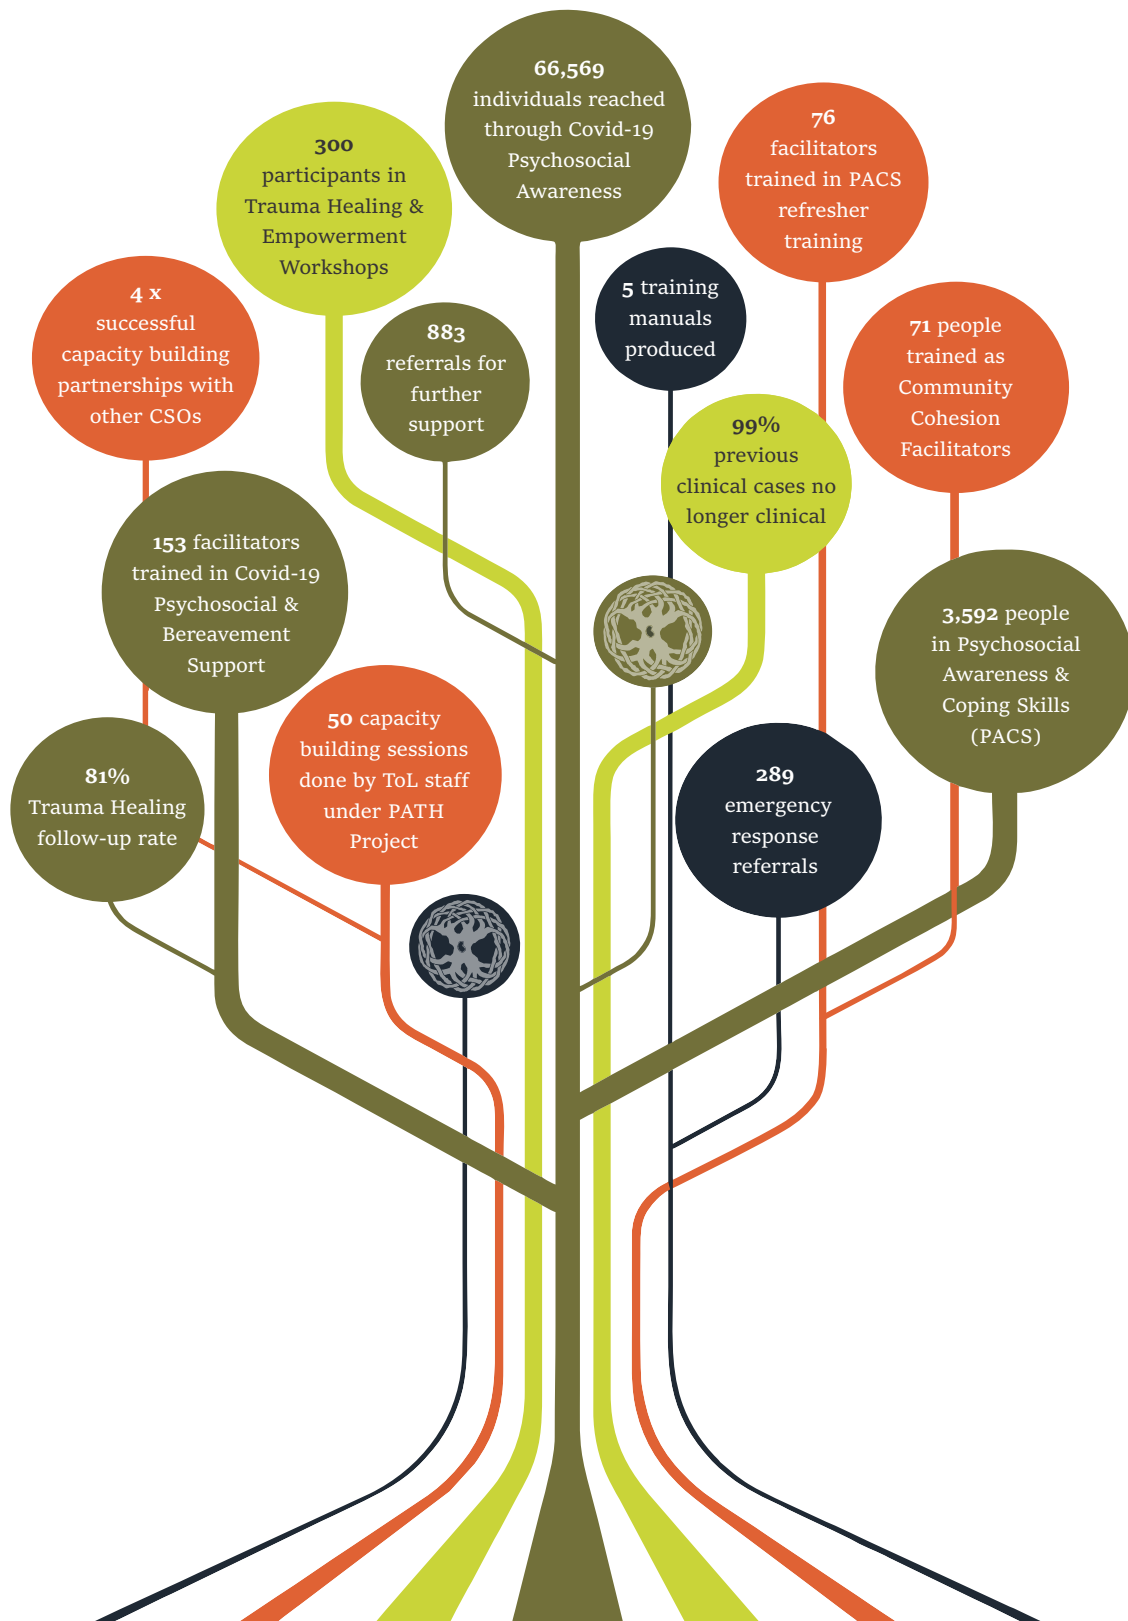 66,569
individuals reached
through Covid-19
Psychosocial
Awareness
76
facilitators
trained in PACS
refresher
training
300
participants in
Trauma Healing &
Empowerment
Workshops
4 x
successful
capacity building
partnerships with
other CSOs
883
referrals for
further
support
5 training
manuals
produced
71 people
trained as
Community
Cohesion
Facilitators
99%
previous
clinical cases no
longer clinical
153 facilitators
trained in Covid-19
Psychosocial &
Bereavement
Support
3,592 people
in Psychosocial
Awareness &
Coping Skills
(PACS)
50 capacity
building sessions
done by ToL staff
under PATH
Project
81%
Trauma Healing
follow-up rate
289
emergency
response
referrals